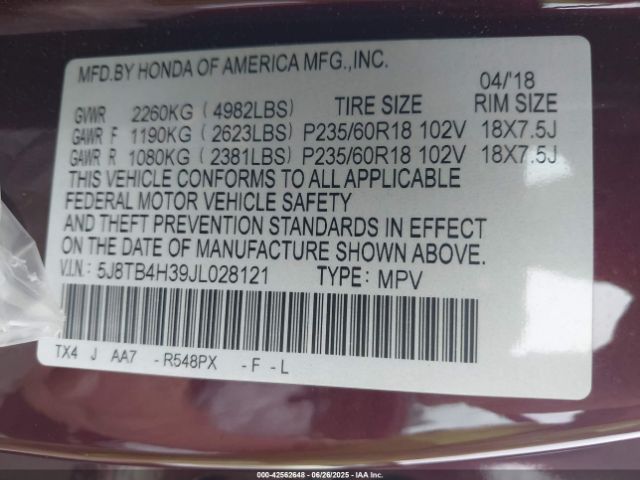 MFD.BY HONDA OF AMERICA MFG.,INC.
04/'18
GVWR 2260KG (4982LBS) TIRE SIZE RIM SIZE
GAWR F 1190KG (2623LBS) P235/60R18 102V 18X7.5J
GAWR R 1080KG (2381LBS) P235/60R18 102V 18X7.5J
THIS VEHICLE CONFORMS TO ALL APPLICABLE
FEDERAL MOTOR VEHICLE SAFETY
AND THEFT PREVENTION STANDARDS IN EFFECT
ON THE DATE OF MANUFACTURE SHOWN ABOVE.
V.I.N.: 5J8TB4H39JL028121 TYPE: MPV
TX4 J AA7 -R548PX -F -L
000-42562648 - 06/26/2025 - IAA Inc.